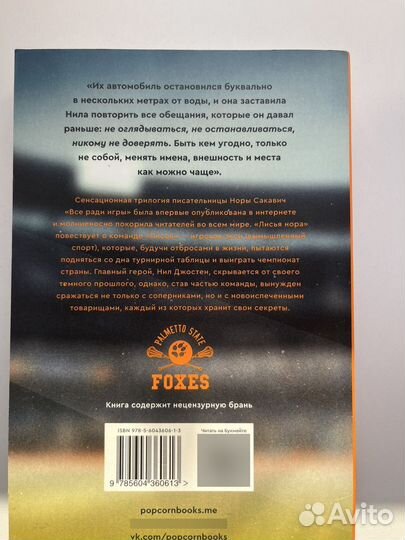 «Их автомобиль остановился буквально
в нескольких метрах от воды, и она заставила
Нила повторить все обещания, которые он давал
раньше: не оглядываться, не останавливаться,
никому не доверять. Быть кем угодно, только
не собой, менять имена, внешность и места
как можно чаще».
Сенсационная трилогия писательницы Норы Сакавич
«Все ради игры» была впервые опубликована в интернете
и молниеносно покорила читателей во всем мире. «Лисья нора»
повествует о команде «Лисов» — игроков экси (вымышленный
спорт), которые, будучи отбросами в жизни, пытаются
подняться со дна турнирной таблицы и выиграть чемпионат
страны. Главный герой, Нил Джостен, скрывается от своего
темного прошлого, однако, став частью команды, вынужден
сражаться не только с соперниками, но и с новоиспеченными
товарищами, каждый из которых хранит свои секреты.
PALMETTO STATE
FOXES
Книга содержит нецензурную брань
ISBN 978-5-6043606-1-3
Читать на Букмейте
9 785604 360613 >
popcornbooks.me
vk.com/popcornbooks
Avito